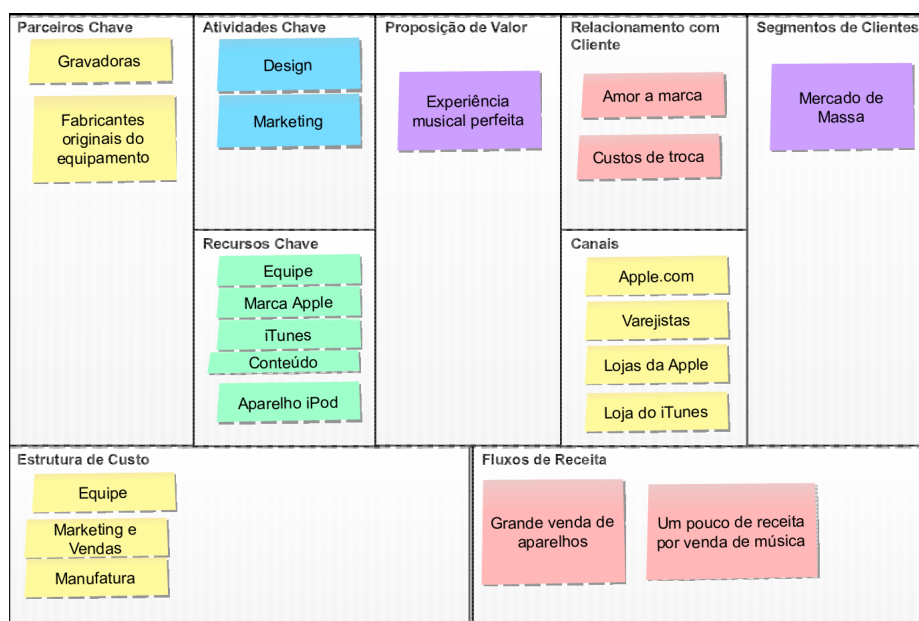 Parceiros Chave
Gravadoras
Fabricantes
originais do
equipamento
Atividades Chave
Design
Marketing
Recursos Chave
Equipe
Marca Apple
iTunes
Conteúdo
Aparelho iPod
Proposição de Valor
Experiência
musical perfeita
Relacionamento com
Cliente
Amor a marca
Custos de troca
Canais
Apple.com
Varejistas
Lojas da Apple
Loja do iTunes
Segmentos de Clientes
Mercado de
Massa
Estrutura de Custo
Equipe
Marketing e
Vendas
Manufatura
Fluxos de Receita
Grande venda de
aparelhos
Um pouco de receita
por venda de música